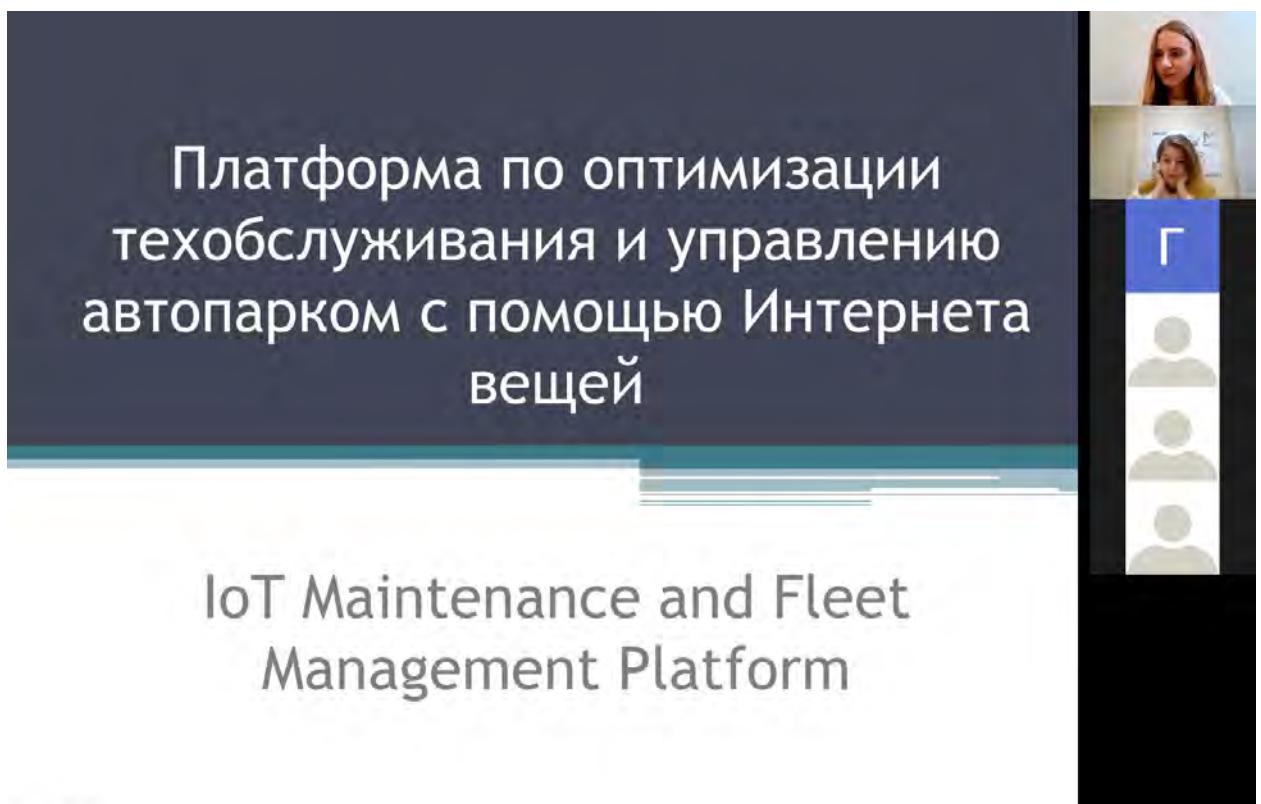 Платформа по оптимизации
техобслуживания и управлению
автопарком с помощью Интернета
вещей
IoT Maintenance and Fleet
Management Platform
Г